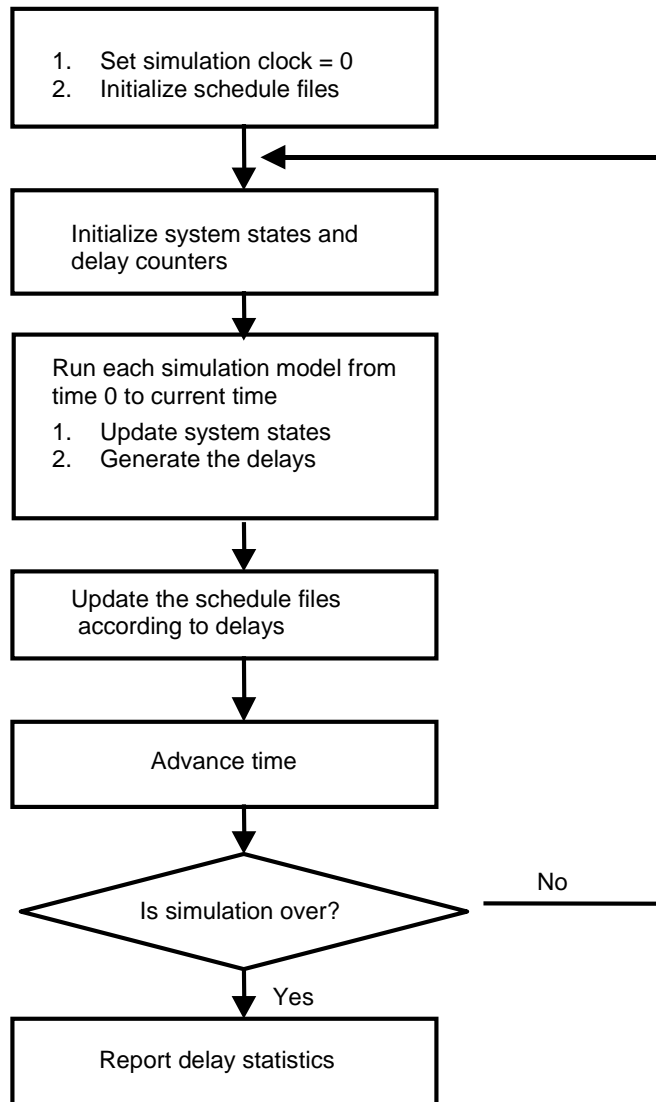 1. Set simulation clock = 0
2. Initialize schedule files
Initialize system states and
delay counters
Run each simulation model from
time 0 to current time
1. Update system states
2. Generate the delays
Update the schedule files
according to delays
Advance time
Is simulation over?
No
Yes
Report delay statistics